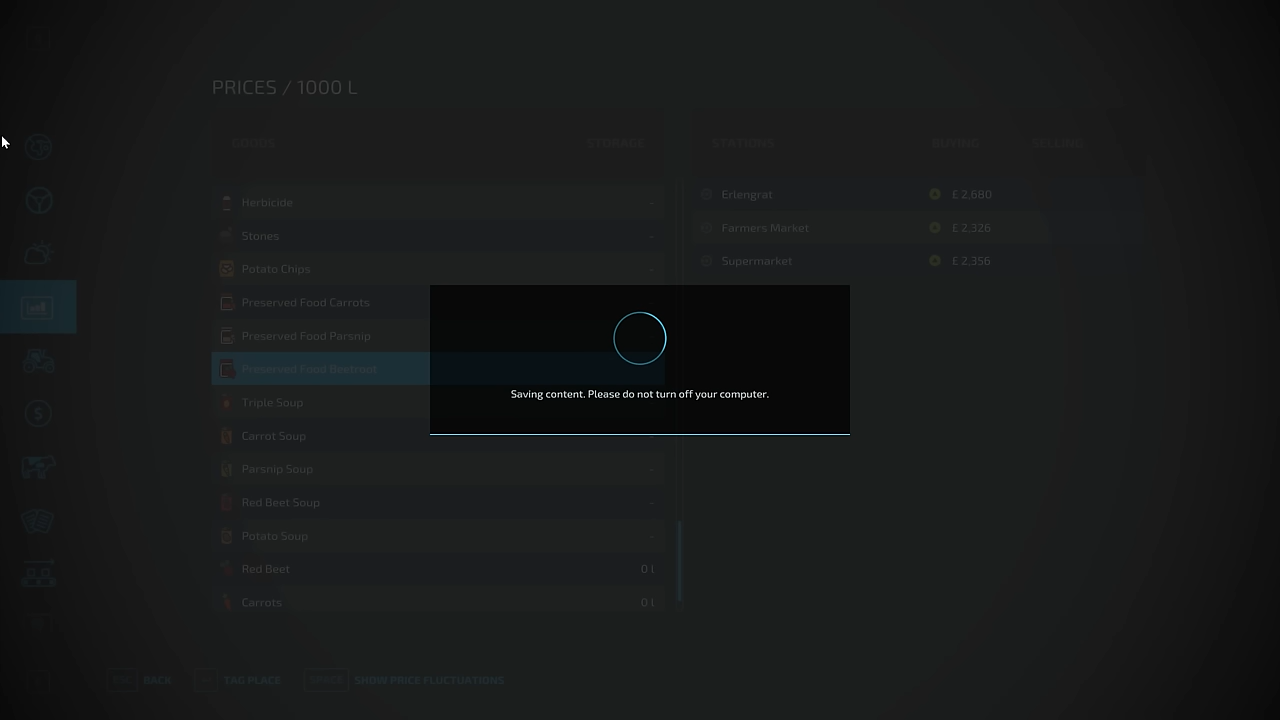 PRICES / 1000 L
GOODS STORAGE
STATIONS BUYING SELLING
Herbicide -
Stones -
Potato Chips -
Preserved Food Carrots
Preserved Food Parsnip
Preserved Food Beetroot
Triple Soup
Carrot Soup -
Parsnip Soup -
Red Beet Soup -
Potato Soup -
Red Beet 0 l
Carrots 0 l
Erlengrat £ 2,680
Farmers Market £ 2,326
Supermarket £ 2,356
Saving content. Please do not turn off your computer.
BACK TAG PLACE SPACE SHOW PRICE FLUCTUATIONS